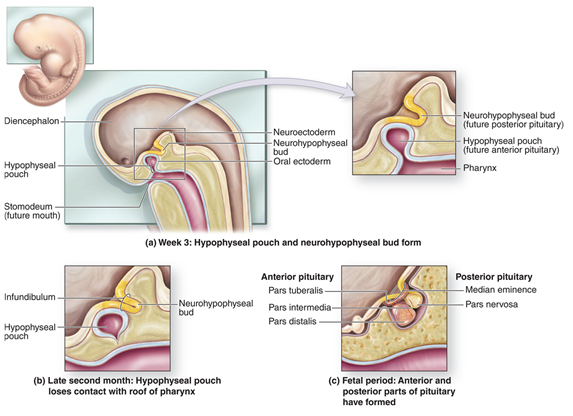 Diencephalon
Hypophyseal
pouch
Stomodeum
(future mouth)
Neuroectoderm
Neurohypophyseal
bud
Oral ectoderm
Neurohypophyseal bud
(future posterior pituitary)
Hypophyseal pouch
(future anterior pituitary)
Pharynx
(a) Week 3: Hypophyseal pouch and neurohypophyseal bud form
Infundibulum
Hypophyseal
pouch
Neurohypophyseal
bud
(b) Late second month: Hypophyseal pouch
loses contact with roof of pharynx
Anterior pituitary
Pars tuberalis
Pars intermedia
Pars distalis
Posterior pituitary
Median eminence
Pars nervosa
(c) Fetal period: Anterior and
posterior parts of pituitary
have formed